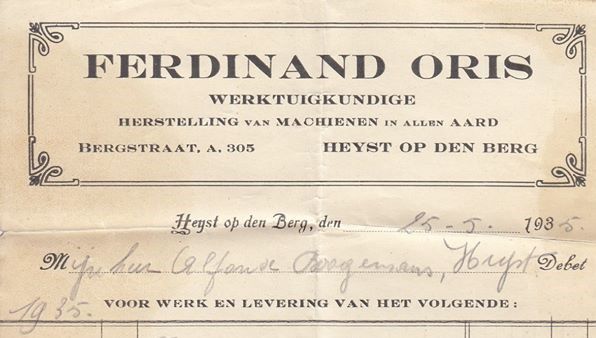 FERDINAND ORIS
WERKTUIGKUNDIGE
HERSTELLING VAN MACHIENEN IN ALLEN AARD
BERGSTRAAT, A, 305 HEYST OP DEN BERG
Heyst op den Berg, den 25-5. 1935.
Mijnheer Alfons Boogemans, Heyst Debet
1935. VOOR WERK EN LEVERING VAN HET VOLGENDE: